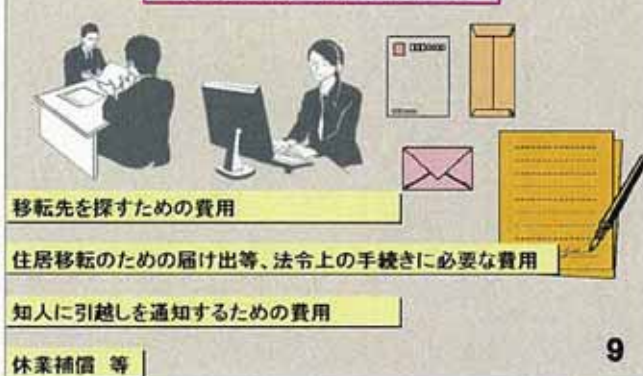 移転先を探すための費用
住居移転のための届け出等、法令上の手続きに必要な費用
知人に引越しを通知するための費用
休業補償 等
9